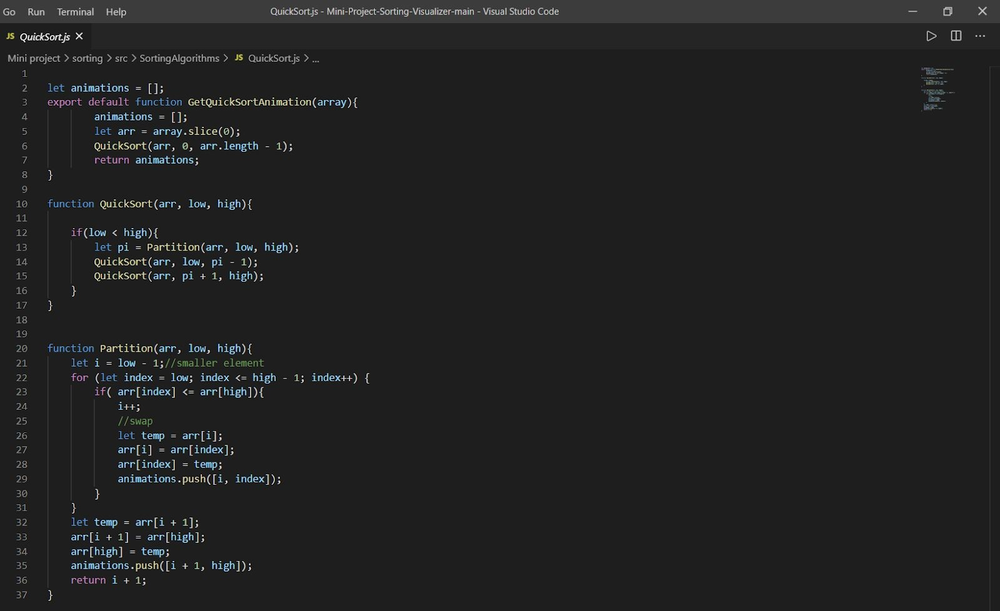 Go Run Terminal Help QuickSort.js - Mini-Project-Sorting-Visualizer-main - Visual Studio Code
JS QuickSort.js
Mini project > sorting > src > SortingAlgorithms > JS QuickSort.js > ...
1
2 let animations = [];
3 export default function GetQuickSortAnimation(array){
4         animations = [];
5         let arr = array.slice(0);
6         QuickSort(arr, 0, arr.length - 1);
7         return animations;
8 }
9
10 function QuickSort(arr, low, high){
11
12     if(low < high){
13         let pi = Partition(arr, low, high);
14         QuickSort(arr, low, pi - 1);
15         QuickSort(arr, pi + 1, high);
16     }
17 }
18
19
20 function Partition(arr, low, high){
21     let i = low - 1;//smaller element
22     for (let index = low; index <= high - 1; index++) {
23         if( arr[index] <= arr[high]){
24             i++;
25             //swap
26             let temp = arr[i];
27             arr[i] = arr[index];
28             arr[index] = temp;
29             animations.push([i, index]);
30         }
31     }
32     let temp = arr[i + 1];
33     arr[i + 1] = arr[high];
34     arr[high] = temp;
35     animations.push([i + 1, high]);
36     return i + 1;
37 }